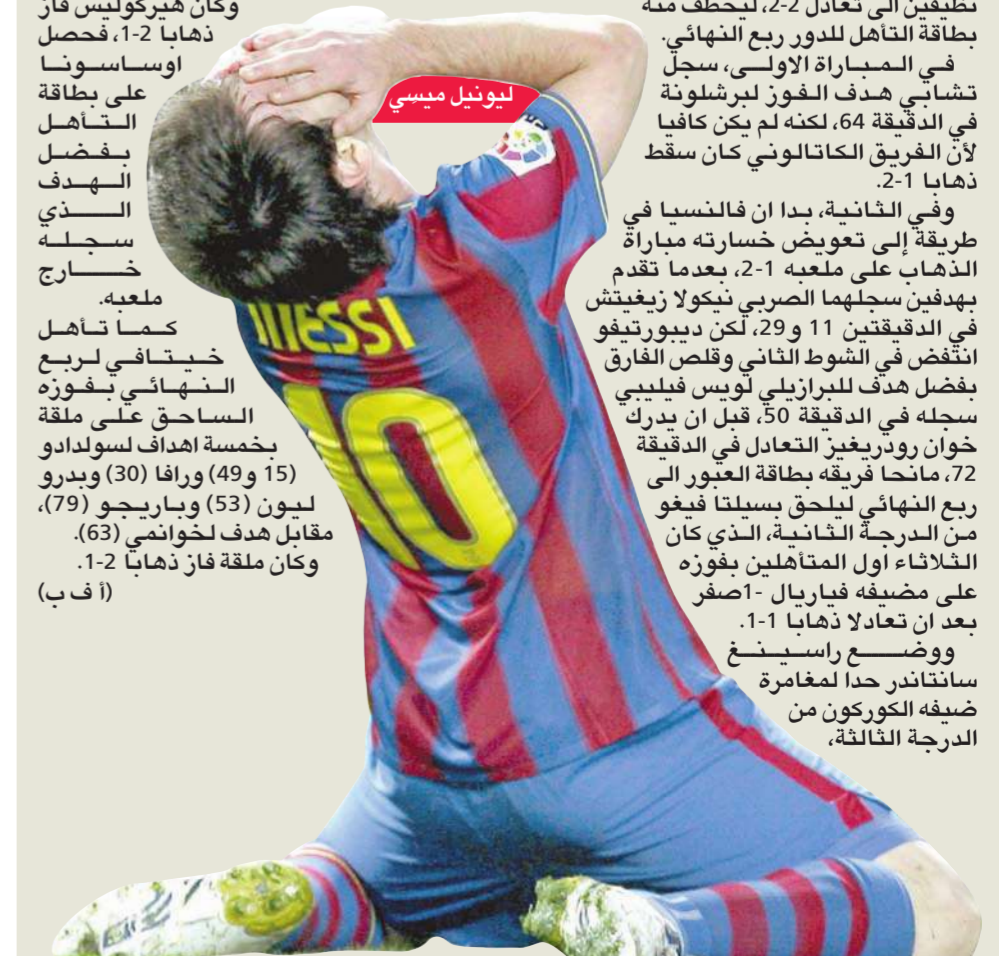 نظيفين الى تعادل 2-2، ليخطف منه
بطاقة التأهل للدور ربع النهائي.
في المباراة الاولى، سجل
تشابي هدف الفوز لبرشلونة
في الدقيقة 64، لكنه لم يكن كافيا
لأن الفريق الكاتالوني كان سقط
ذهابا 1-2.
وفي الثانية، بدا ان فالنسيا في
طريقة إلى تعويض خسارته مباراة
الذهاب على ملعبه 1-2، بعدما تقدم
بهدفين سجلهما الصربي نيكولا زيغيتش
في الدقيقتين 11 و29، لكن ديبورتيفو
انتفض في الشوط الثاني وقلص الفارق
بفضل هدف للبرازيلي لويس فيليبي
سجله في الدقيقة 50، قبل ان يدرك
خوان رودريغيز التعادل في الدقيقة
72، مانحا فريقه بطاقة العبور الى
ربع النهائي ليلحق بسيلتا فيغو
من الدرجة الثانية، الذي كان
الثلاثاء اول المتأهلين بفوزه
على مضيفه فياريال -1صفر
بعد ان تعادلا ذهابا 1-1.
ووضع راسينغ
سانتاندر حدا لمغامرة
ضيفه الكوركون من
الدرجة الثالثة،
وكان هيركوليس فاز
ذهابا 2-1، فحصل
اوساسونا
على بطاقة
التأهل
بفضل
الهدف
الذي
سجله
خارج
ملعبه.
كما تأهل
خيتافي لربع
النهائي بفوزه
الساحق على ملقة
بخمسة اهداف لسولدادو
(15 و49) ورافا (30) وبدرو
ليون (53) وباريجو (79)،
مقابل هدف لخوانمي (63).
وكان ملقة فاز ذهابا 2-1.
(أ ف ب)
ليونيل ميسي
MESSI
10